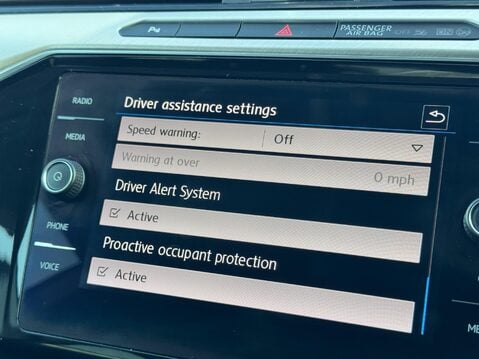 P
PASSENGER
AIR BAG OFF ON
RADIO
MEDIA
PHONE
VOICE
Driver assistance settings
Speed warning: Off
Warning at over 0 mph
Driver Alert System
Active
Proactive occupant protection
Active